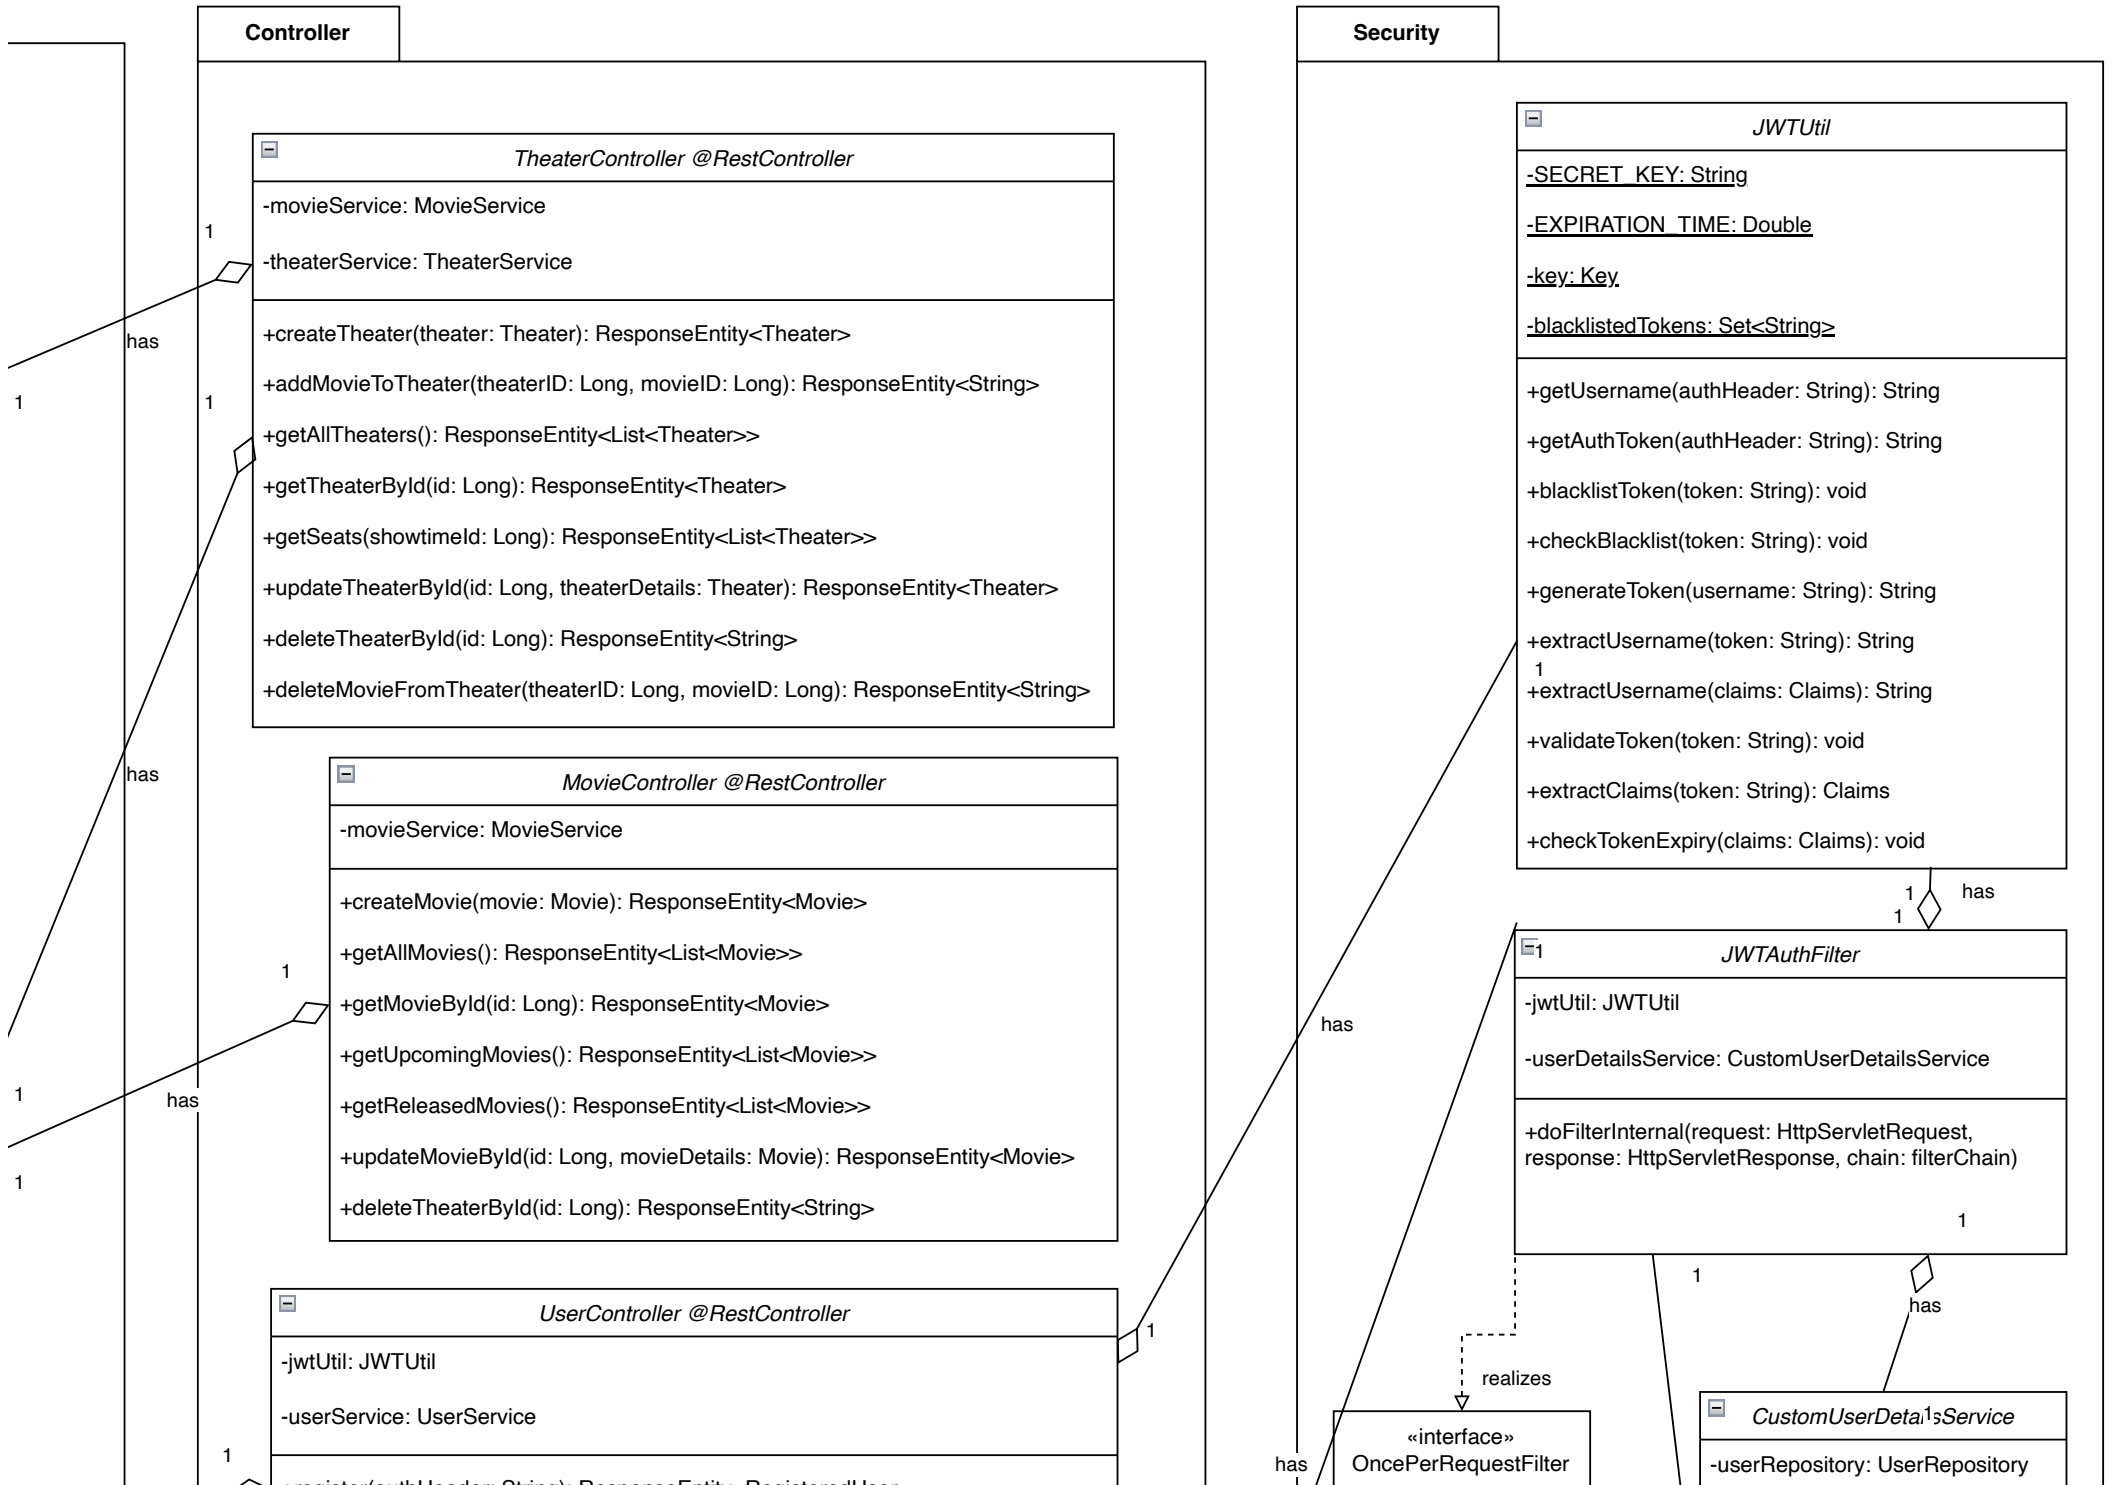 Controller
TheaterController @RestController
-movieService: MovieService
-theaterService: TheaterService
+createTheater(theater: Theater): ResponseEntity<Theater>
+addMovieToTheater(theaterID: Long, movieID: Long): ResponseEntity<String>
+getAllTheaters(): ResponseEntity<List<Theater>>
+getTheaterById(id: Long): ResponseEntity<Theater>
+getSeats(showtimeId: Long): ResponseEntity<List<Theater>>
+updateTheaterById(id: Long, theaterDetails: Theater): ResponseEntity<Theater>
+deleteTheaterById(id: Long): ResponseEntity<String>
+deleteMovieFromTheater(theaterID: Long, movieID: Long): ResponseEntity<String>
1
has
1
1
has
1
MovieController @RestController
-movieService: MovieService
+createMovie(movie: Movie): ResponseEntity<Movie>
+getAllMovies(): ResponseEntity<List<Movie>>
+getMovieById(id: Long): ResponseEntity<Movie>
+getUpcomingMovies(): ResponseEntity<List<Movie>>
+getReleasedMovies(): ResponseEntity<List<Movie>>
+updateMovieById(id: Long, movieDetails: Movie): ResponseEntity<Movie>
+deleteTheaterById(id: Long): ResponseEntity<String>
1
has
1
UserController @RestController
-jwtUtil: JWTUtil
-userService: UserService
1
1
has
Security
JWTUtil
-SECRET_KEY: String
-EXPIRATION_TIME: Double
-key: Key
-blacklistedTokens: Set<String>
+getUsername(authHeader: String): String
+getAuthToken(authHeader: String): String
+blacklistToken(token: String): void
+checkBlacklist(token: String): void
+generateToken(username: String): String
+extractUsername(token: String): String
1
+extractUsername(claims: Claims): String
+validateToken(token: String): void
+extractClaims(token: String): Claims
+checkTokenExpiry(claims: Claims): void
1
has
1
1
JWTAuthFilter
-jwtUtil: JWTUtil
-userDetailsService: CustomUserDetailsService
+doFilterInternal(request: HttpServletRequest,
response: HttpServletResponse, chain: filterChain)
1
1
has
realizes
«interface»
OncePerRequestFilter
has
CustomUserDetailsService
1
-userRepository: UserRepository